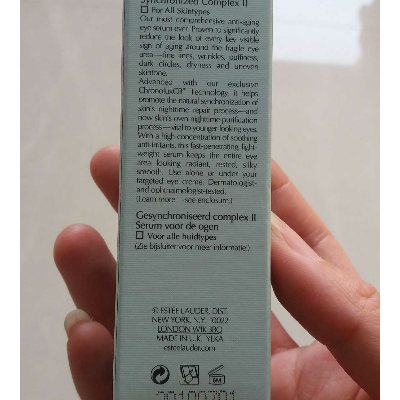 Synchronized Complex II
☐ For All Skintypes
Our most comprehensive anti-aging
eye serum ever. Proven to significantly
reduce the look of every key visible
sign of aging around the fragile eye
area—fine lines, wrinkles, puffiness,
dark circles, dryness and uneven
skintone.
Advanced with our exclusive
ChronoluxCB™ Technology, it helps
promote the natural synchronization of
skin's nighttime repair process—and
now skin's own nighttime purification
process—vital to younger looking eyes.
With a high concentration of soothing
anti-irritants, this fast-penetrating, light-
weight serum keeps the entire eye
area looking radiant, rested, silky
smooth. Use alone or under your
targeted eye creme. Dermatologist-
and ophthalmologist-tested.
(Learn more—see enclosure.)
Gesynchroniseerd complex II
Serum voor de ogen
☐ Voor alle huidtypes
(Zie bijsluiter voor meer informatie.)
© ESTEE LAUDER, DIST.
NEW YORK, N.Y. 10022
LONDON W1K 3BQ
MADE IN U.K. YLKA
esteelauder.com
6M